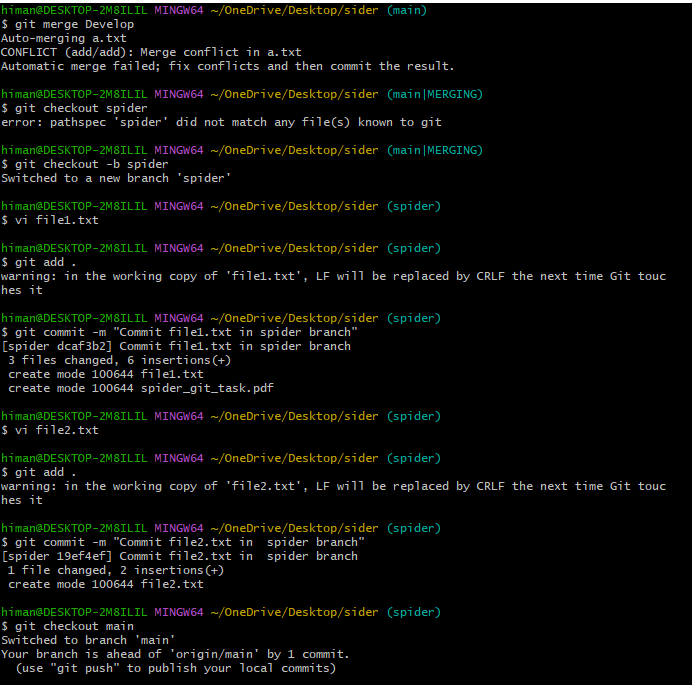 himan@DESKTOP-2M8ILIL MINGW64 ~/OneDrive/Desktop/sider (main)
$ git merge Develop
Auto-merging a.txt
CONFLICT (add/add): Merge conflict in a.txt
Automatic merge failed; fix conflicts and then commit the result.
himan@DESKTOP-2M8ILIL MINGW64 ~/OneDrive/Desktop/sider (main|MERGING)
$ git checkout spider
error: pathspec 'spider' did not match any file(s) known to git
himan@DESKTOP-2M8ILIL MINGW64 ~/OneDrive/Desktop/sider (main|MERGING)
$ git checkout -b spider
Switched to a new branch 'spider'
himan@DESKTOP-2M8ILIL MINGW64 ~/OneDrive/Desktop/sider (spider)
$ vi file1.txt
himan@DESKTOP-2M8ILIL MINGW64 ~/OneDrive/Desktop/sider (spider)
$ git add .
warning: in the working copy of 'file1.txt', LF will be replaced by CRLF the next time Git touc
hes it
himan@DESKTOP-2M8ILIL MINGW64 ~/OneDrive/Desktop/sider (spider)
$ git commit -m "Commit file1.txt in spider branch"
[spider dcaf3b2] Commit file1.txt in spider branch
 3 files changed, 6 insertions(+)
 create mode 100644 file1.txt
 create mode 100644 spider_git_task.pdf
himan@DESKTOP-2M8ILIL MINGW64 ~/OneDrive/Desktop/sider (spider)
$ vi file2.txt
himan@DESKTOP-2M8ILIL MINGW64 ~/OneDrive/Desktop/sider (spider)
$ git add .
warning: in the working copy of 'file2.txt', LF will be replaced by CRLF the next time Git touc
hes it
himan@DESKTOP-2M8ILIL MINGW64 ~/OneDrive/Desktop/sider (spider)
$ git commit -m "Commit file2.txt in  spider branch"
[spider 19ef4ef] Commit file2.txt in  spider branch
 1 file changed, 2 insertions(+)
 create mode 100644 file2.txt
himan@DESKTOP-2M8ILIL MINGW64 ~/OneDrive/Desktop/sider (spider)
$ git checkout main
Switched to branch 'main'
Your branch is ahead of 'origin/main' by 1 commit.
  (use "git push" to publish your local commits)